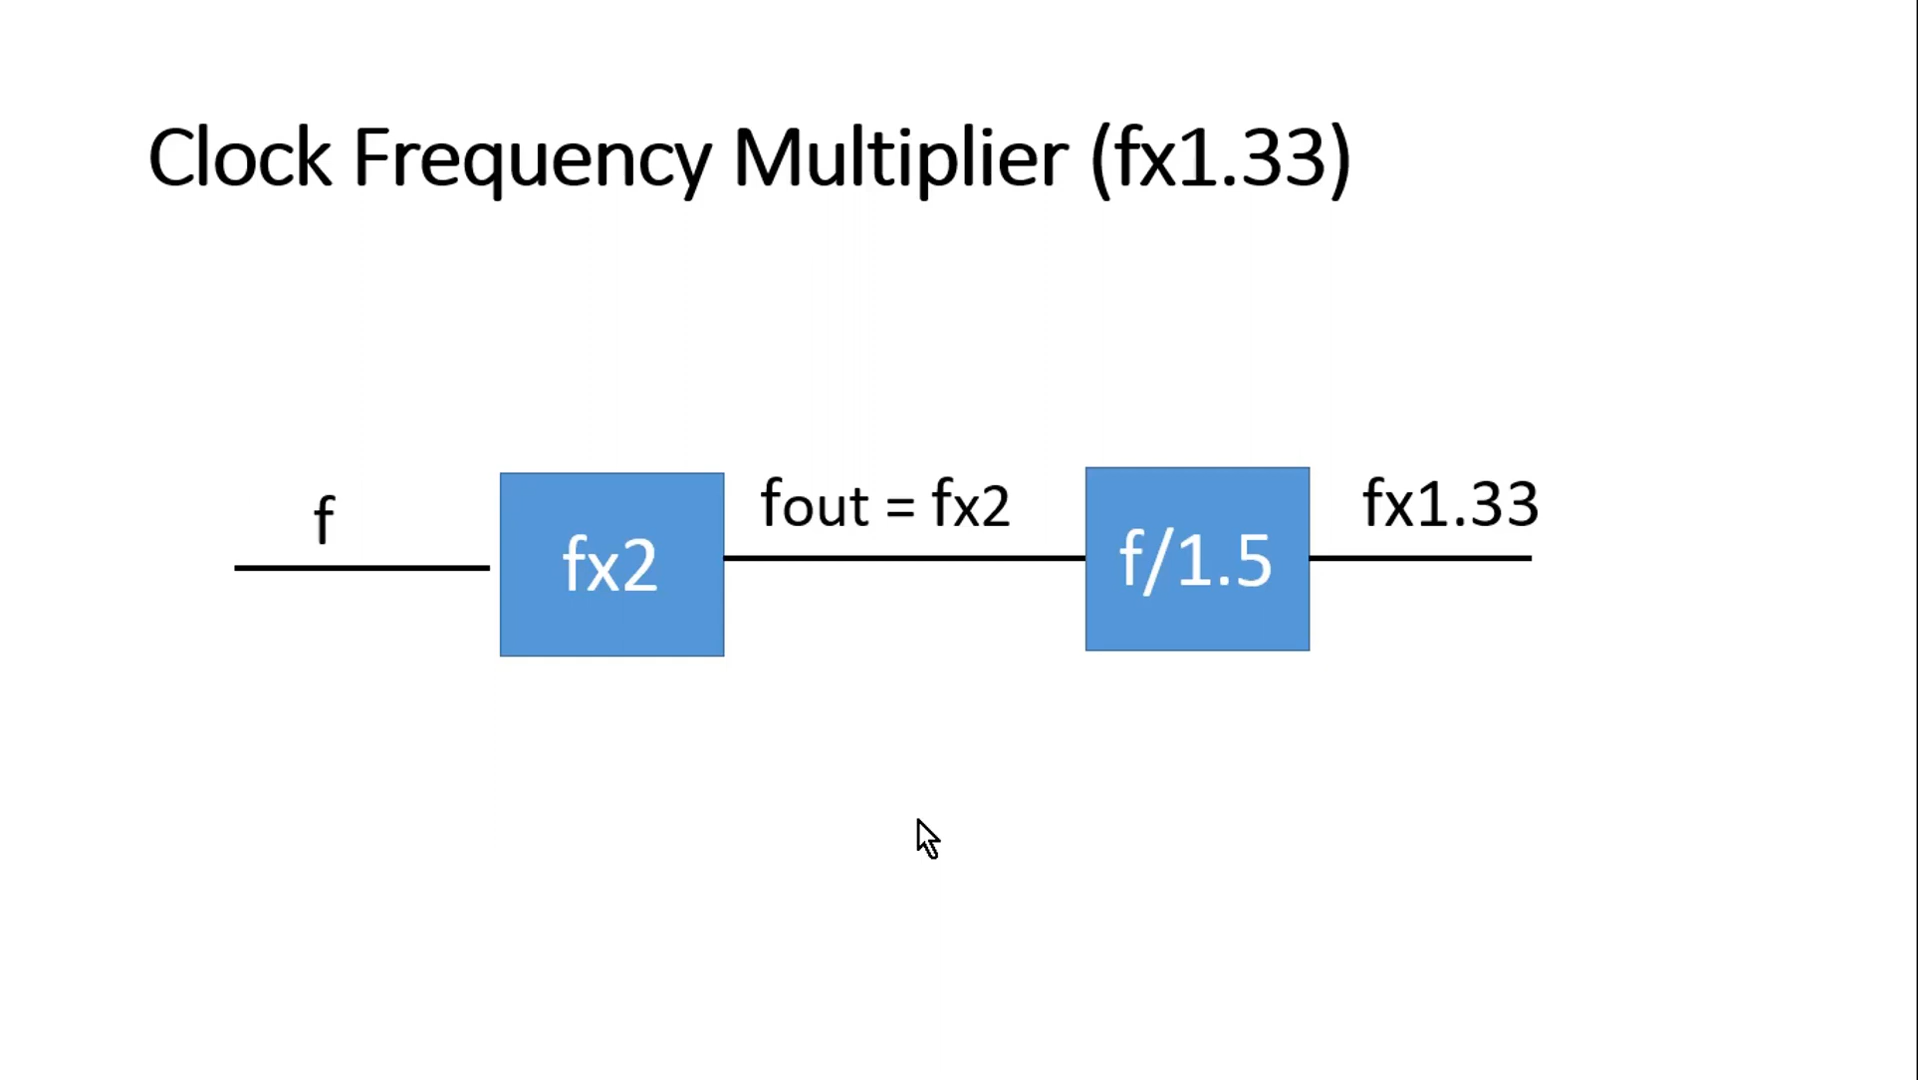 Clock Frequency Multiplier (fx1.33)
f
fx2
fout = fx2
f/1.5
fx1.33